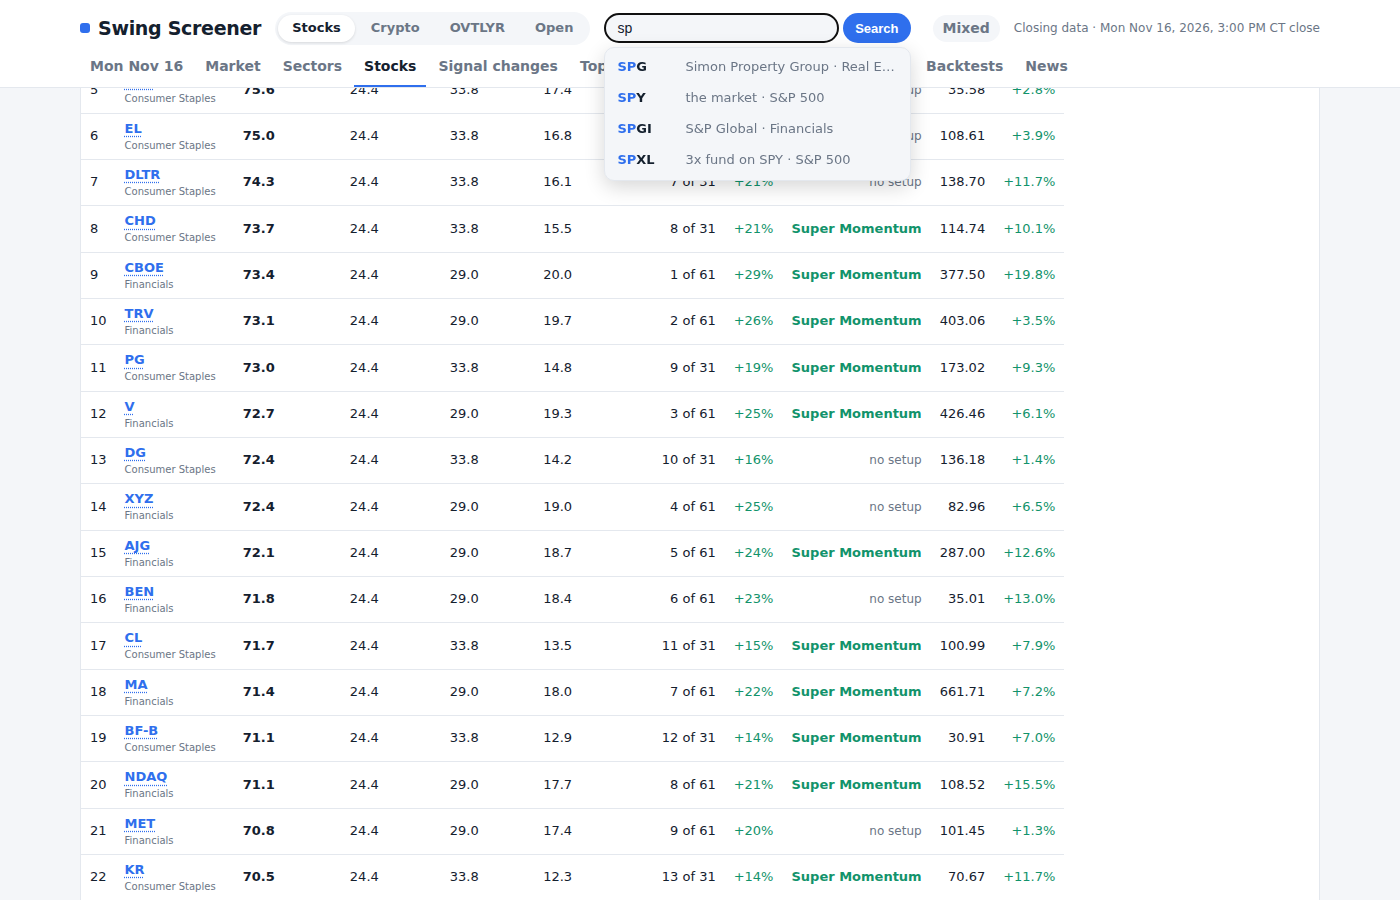 Swing Screener
Stocks Crypto OVTLYR Open
sp
Search
Mixed
Closing data · Mon Nov 16, 2026, 3:00 PM CT close
Mon Nov 16 Market Sectors Stocks Signal changes Top Backtests News
SPG Simon Property Group · Real E...
SPY the market · S&P 500
SPGI S&P Global · Financials
SPXL 3x fund on SPY · S&P 500
5 Consumer Staples 75.6 24.4 33.8 17.4 up 35.58 +2.8%
6 EL Consumer Staples 75.0 24.4 33.8 16.8 up 108.61 +3.9%
7 DLTR Consumer Staples 74.3 24.4 33.8 16.1 7 of 31 +21% no setup 138.70 +11.7%
8 CHD Consumer Staples 73.7 24.4 33.8 15.5 8 of 31 +21% Super Momentum 114.74 +10.1%
9 CBOE Financials 73.4 24.4 29.0 20.0 1 of 61 +29% Super Momentum 377.50 +19.8%
10 TRV Financials 73.1 24.4 29.0 19.7 2 of 61 +26% Super Momentum 403.06 +3.5%
11 PG Consumer Staples 73.0 24.4 33.8 14.8 9 of 31 +19% Super Momentum 173.02 +9.3%
12 V Financials 72.7 24.4 29.0 19.3 3 of 61 +25% Super Momentum 426.46 +6.1%
13 DG Consumer Staples 72.4 24.4 33.8 14.2 10 of 31 +16% no setup 136.18 +1.4%
14 XYZ Financials 72.4 24.4 29.0 19.0 4 of 61 +25% no setup 82.96 +6.5%
15 AJG Financials 72.1 24.4 29.0 18.7 5 of 61 +24% Super Momentum 287.00 +12.6%
16 BEN Financials 71.8 24.4 29.0 18.4 6 of 61 +23% no setup 35.01 +13.0%
17 CL Consumer Staples 71.7 24.4 33.8 13.5 11 of 31 +15% Super Momentum 100.99 +7.9%
18 MA Financials 71.4 24.4 29.0 18.0 7 of 61 +22% Super Momentum 661.71 +7.2%
19 BF-B Consumer Staples 71.1 24.4 33.8 12.9 12 of 31 +14% Super Momentum 30.91 +7.0%
20 NDAQ Financials 71.1 24.4 29.0 17.7 8 of 61 +21% Super Momentum 108.52 +15.5%
21 MET Financials 70.8 24.4 29.0 17.4 9 of 61 +20% no setup 101.45 +1.3%
22 KR Consumer Staples 70.5 24.4 33.8 12.3 13 of 31 +14% Super Momentum 70.67 +11.7%